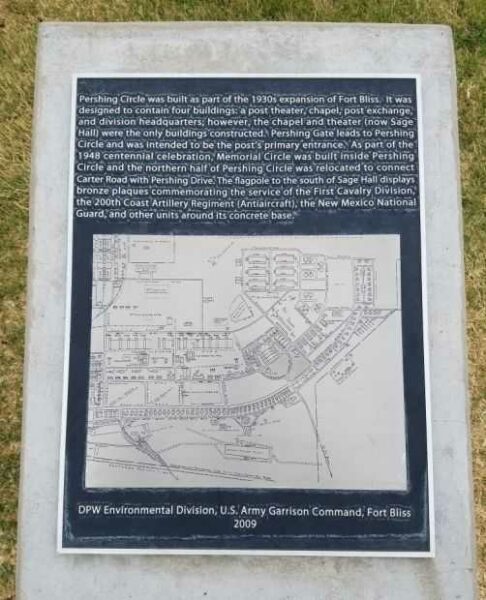 Pershing Circle was built as part of the 1930s expansion of Fort Bliss. It was
designed to contain four buildings: a post theater, chapel, post exchange,
and division headquarters; however, the chapel and theater (now Sage
Hall) were the only buildings constructed. Pershing Gate leads to Pershing
Circle and was intended to be the post's primary entrance. As part of the
1948 centennial celebration, Memorial Circle was built inside Pershing
Circle and the northern half of Pershing Circle was relocated to connect
Carter Road with Pershing Drive. The flagpole to the south of Sage Hall displays
bronze plaques commemorating the service of the First Cavalry Division,
the 200th Coast Artillery Regiment (Antiaircraft), the New Mexico National
Guard, and other units around its concrete base.
DPW Environmental Division, U.S. Army Garrison Command, Fort Bliss
2009